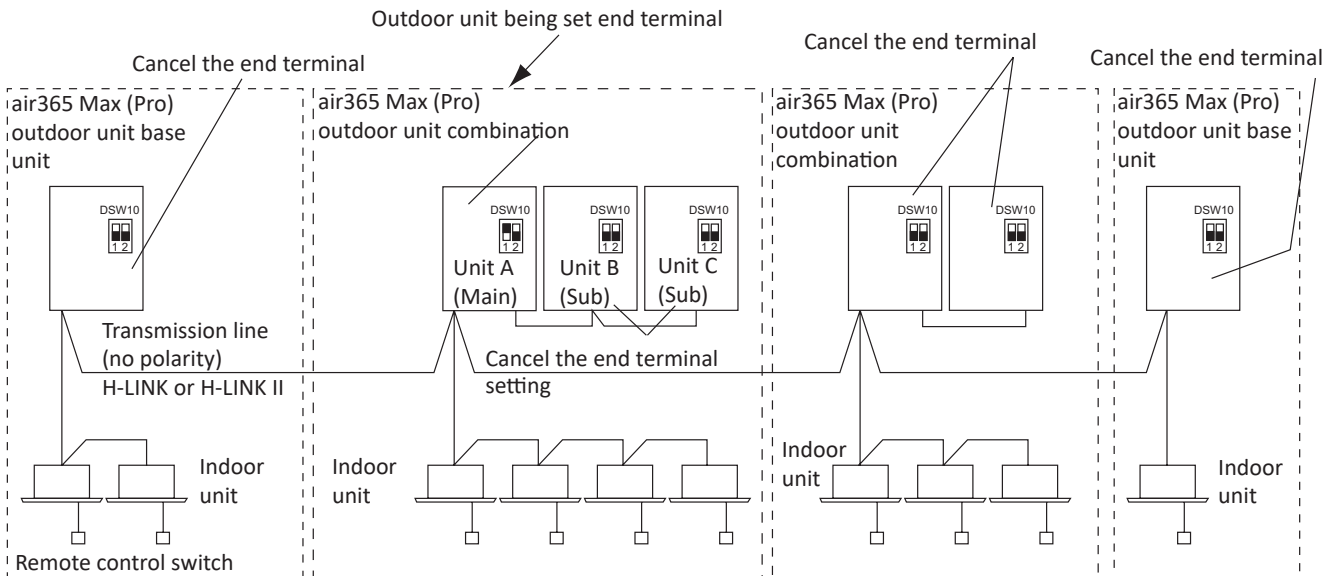 Outdoor unit being set end terminal
Cancel the end terminal
Cancel the end terminal
Cancel the end terminal
air365 Max (Pro)
outdoor unit base
unit
air365 Max (Pro)
outdoor unit combination
air365 Max (Pro)
outdoor unit
combination
air365 Max (Pro)
outdoor unit base
unit
DSW10
1 2
DSW10
1 2
Unit A
(Main)
DSW10
1 2
Unit B
(Sub)
DSW10
1 2
Unit C
(Sub)
DSW10
1 2
DSW10
1 2
DSW10
1 2
Transmission line
(no polarity)
H-LINK or H-LINK II
Cancel the end terminal
setting
Indoor
unit
Indoor
unit
Indoor
unit
Indoor
unit
Remote control switch